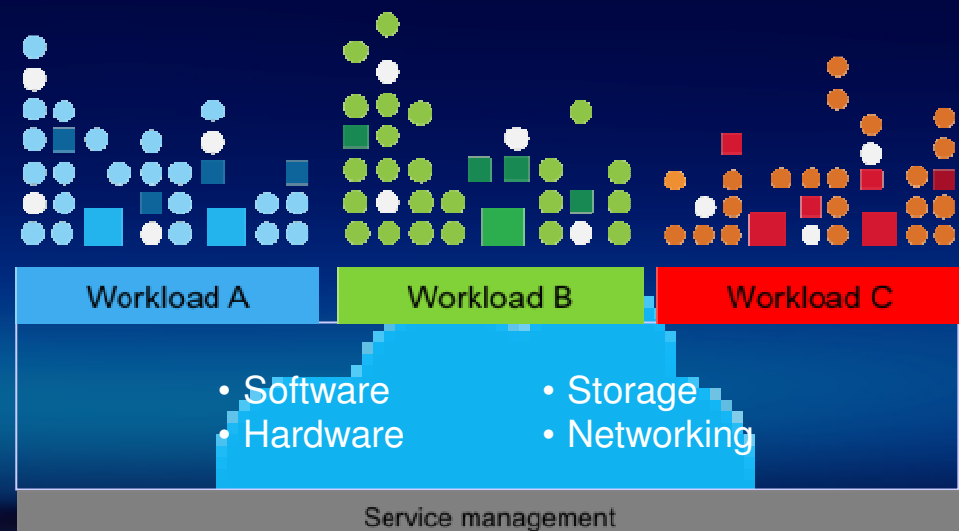 Workload A
Workload B
Workload C
• Software
• Hardware
• Storage
• Networking
Service management